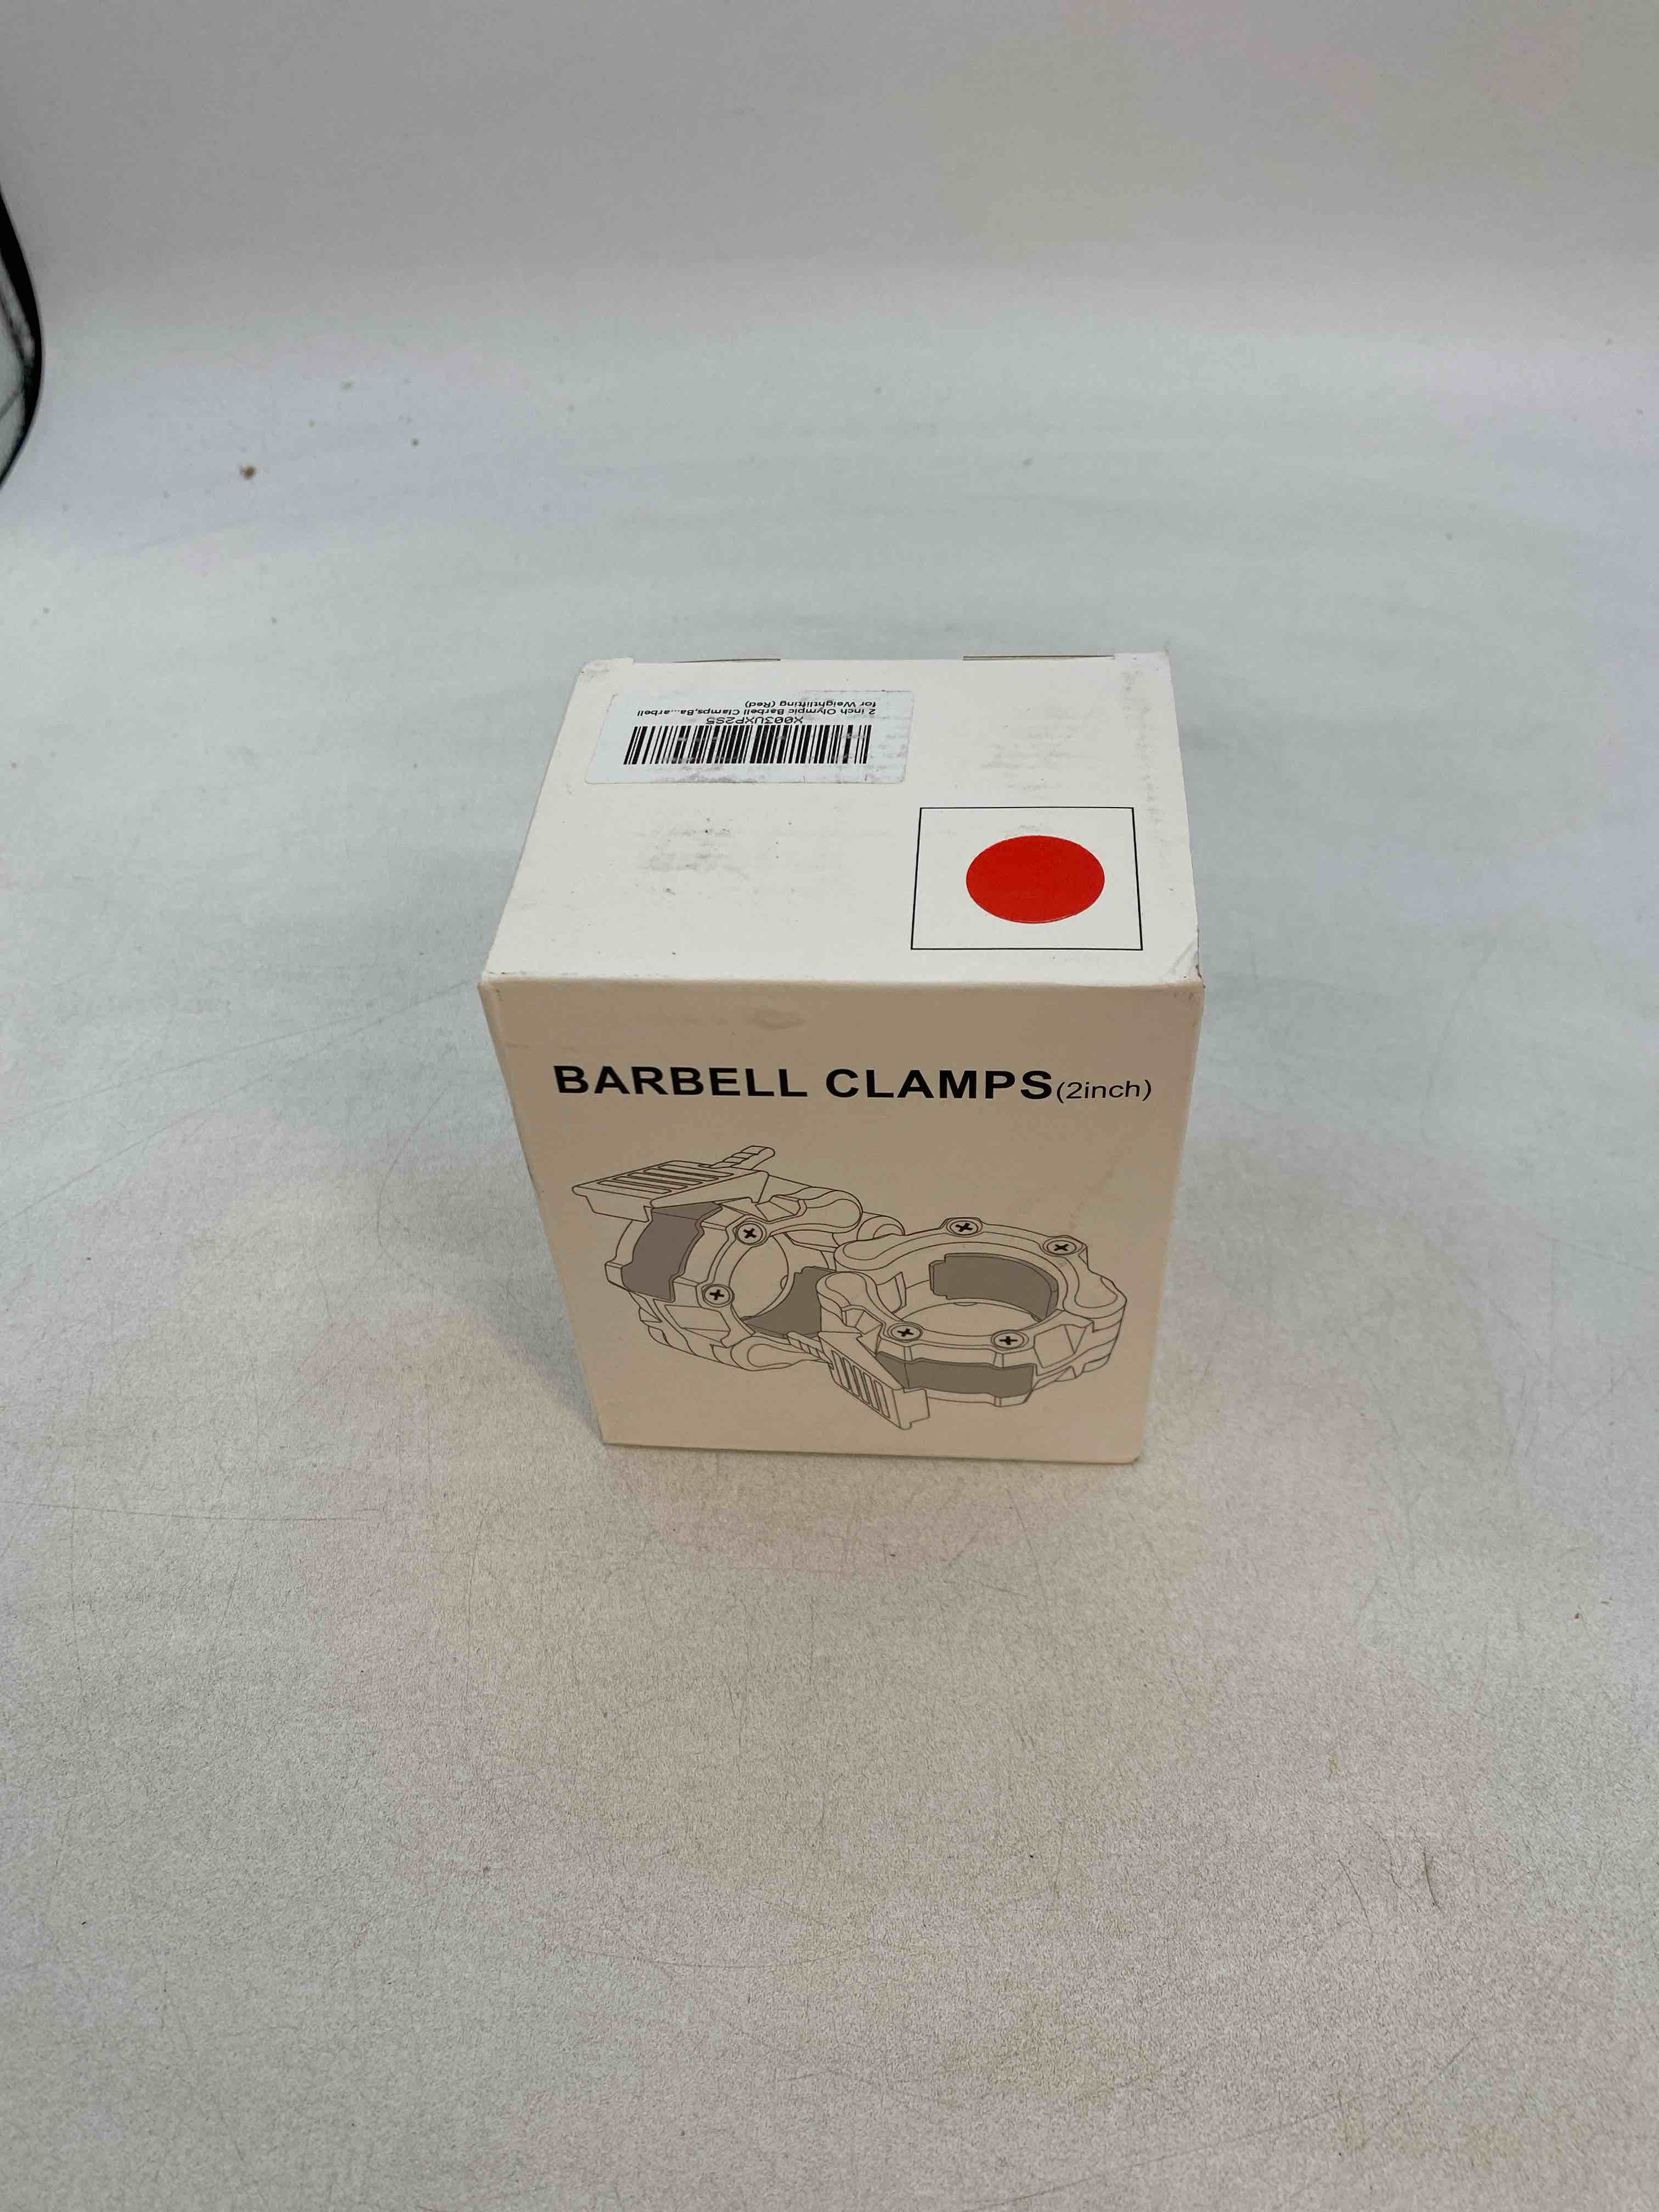 X003UXP2S5
2 inch Olympic Barbell Clamps,Ba...arbell
for Weightlifting (Red)
BARBELL CLAMPS(2inch)